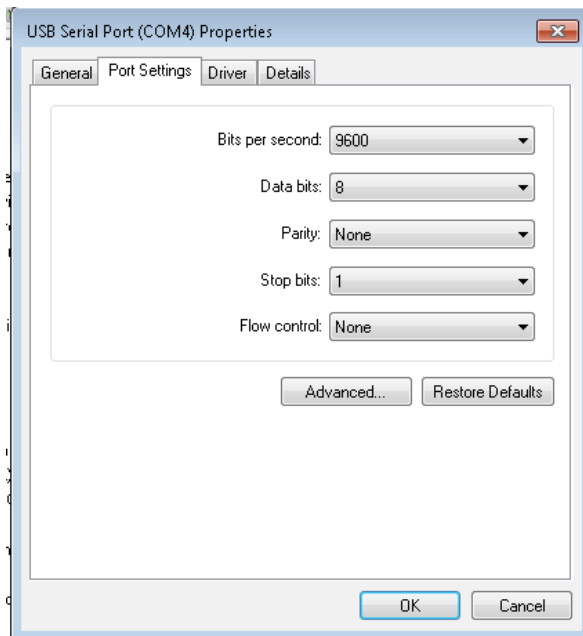 USB Serial Port (COM4) Properties
General Port Settings Driver Details
Bits per second: 9600
Data bits: 8
Parity: None
Stop bits: 1
Flow control: None
Advanced... Restore Defaults
OK Cancel